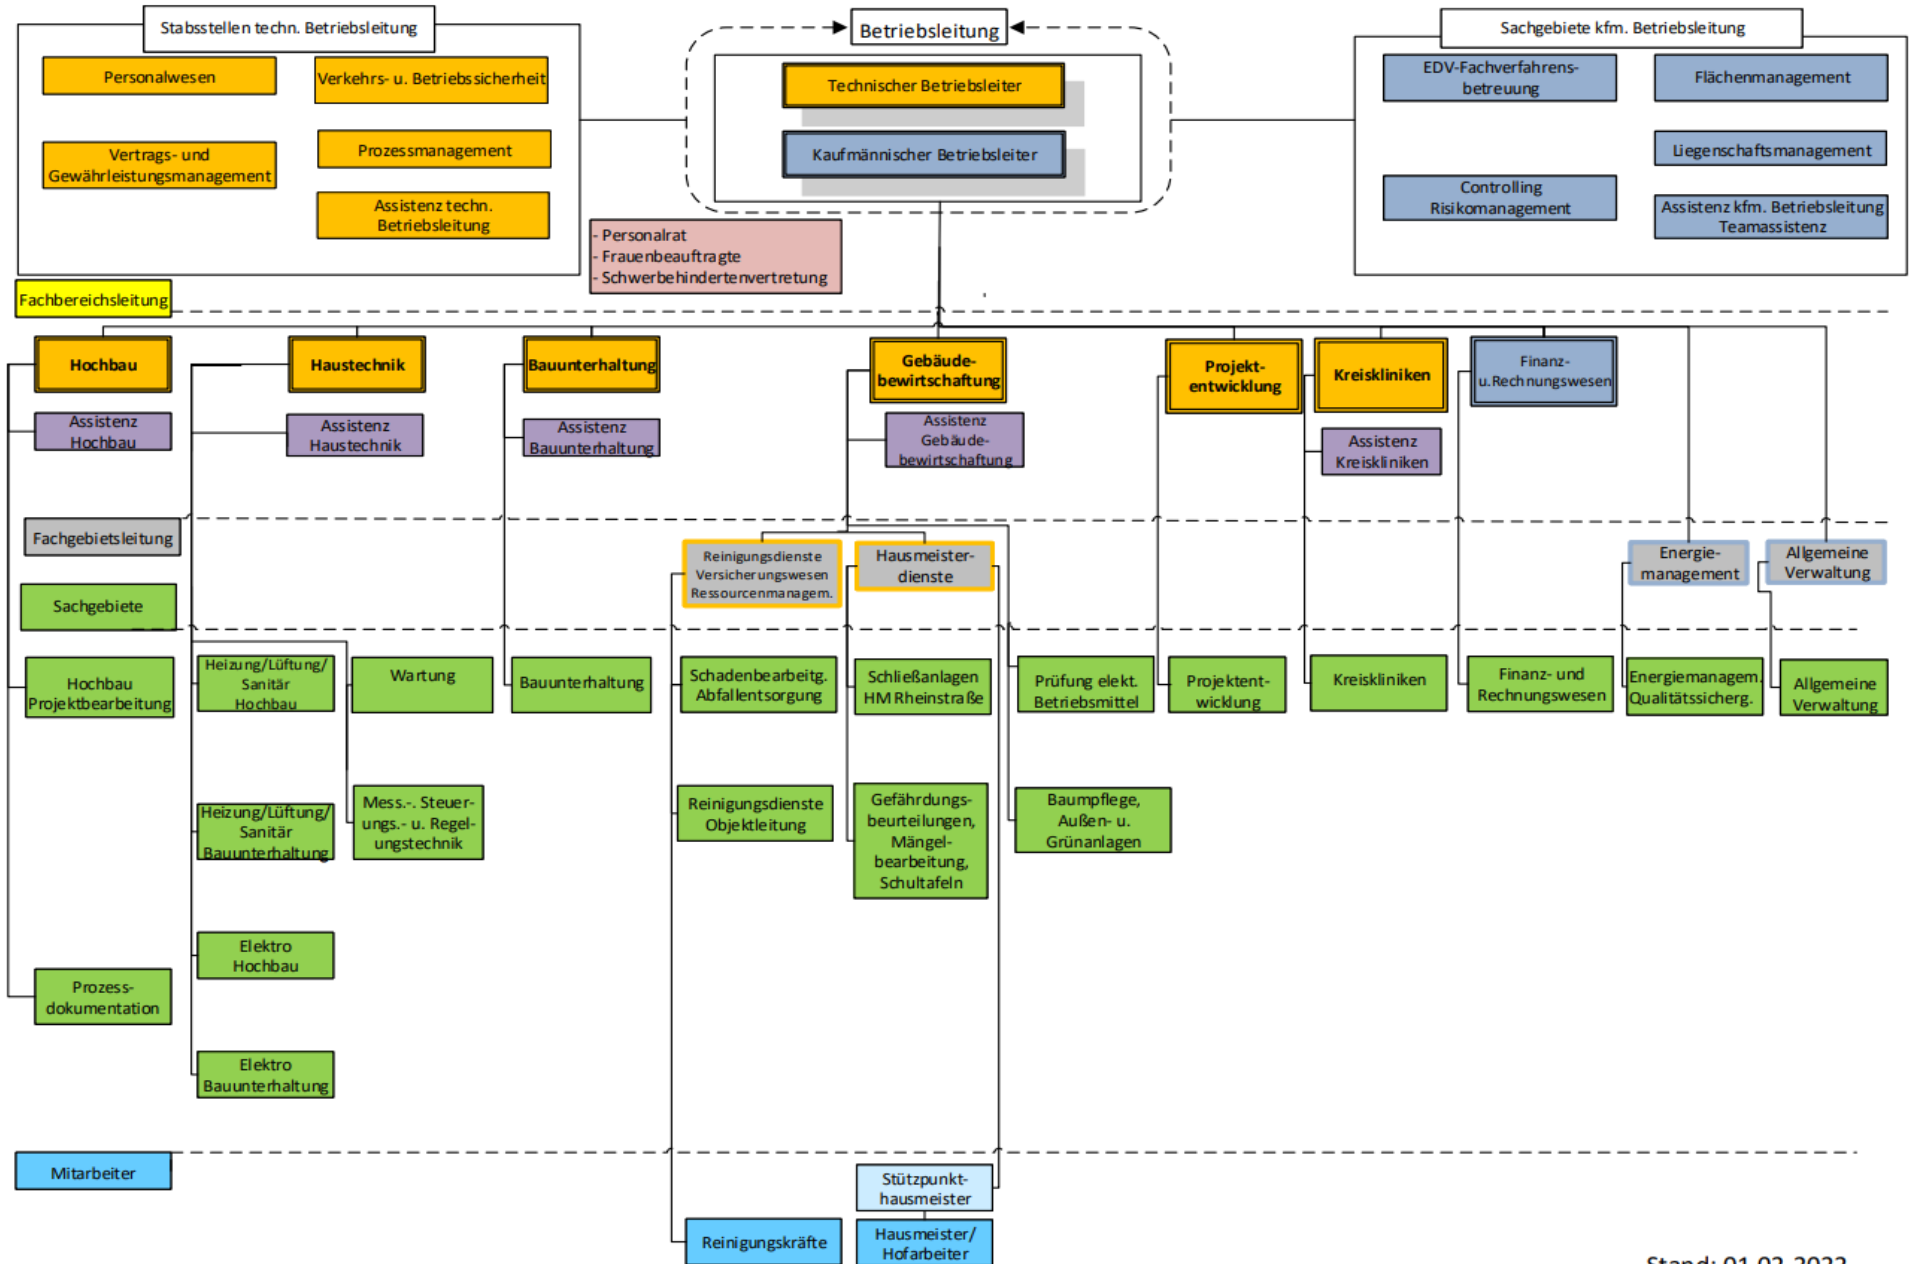 Stabsstellen techn. Betriebsleitung
Personalwesen
Verkehrs- u. Betriebssicherheit
Vertrags- und
Gewährleistungsmanagement
Prozessmanagement
Assistenz techn.
Betriebsleitung
Betriebsleitung
Technischer Betriebsleiter
Kaufmännischer Betriebsleiter
Sachgebiete kfm. Betriebsleitung
EDV-Fachverfahrens-
betreuung
Flächenmanagement
Liegenschaftsmanagement
Controlling
Risikomanagement
Assistenz kfm. Betriebsleitung
Teamassistenz
- Personalrat
- Frauenbeauftragte
- Schwerbehindertenvertretung
Fachbereichsleitung
Hochbau
Haustechnik
Bauunterhaltung
Gebäude-
bewirtschaftung
Projekt-
entwicklung
Kreiskliniken
Finanz-
u.Rechnungswesen
Assistenz
Hochbau
Assistenz
Haustechnik
Assistenz
Bauunterhaltung
Assistenz
Gebäude-
bewirtschaftung
Assistenz
Kreiskliniken
Fachgebietsleitung
Reinigungsdienste
Versicherungswesen
Ressourcenmanagem.
Hausmeister-
dienste
Energie-
management
Allgemeine
Verwaltung
Sachgebiete
Hochbau
Projektbearbeitung
Heizung/Lüftung/
Sanitär
Hochbau
Wartung
Bauunterhaltung
Schadenbearbeitg.
Abfallentsorgung
Schließanlagen
HM Rheinstraße
Prüfung elekt.
Betriebsmittel
Projektent-
wicklung
Kreiskliniken
Finanz- und
Rechnungswesen
Energiemanagem.
Qualitätssicherg.
Allgemeine
Verwaltung
Heizung/Lüftung/
Sanitär
Bauunterhaltung
Mess.-. Steuer-
ungs.- u. Regel-
ungstechnik
Reinigungsdienste
Objektleitung
Gefährdungs-
beurteilungen,
Mängel-
bearbeitung,
Schultafeln
Baumpflege,
Außen- u.
Grünanlagen
Elektro
Hochbau
Prozess-
dokumentation
Elektro
Bauunterhaltung
Mitarbeiter
Stützpunkt-
hausmeister
Reinigungskräfte
Hausmeister/
Hofarbeiter